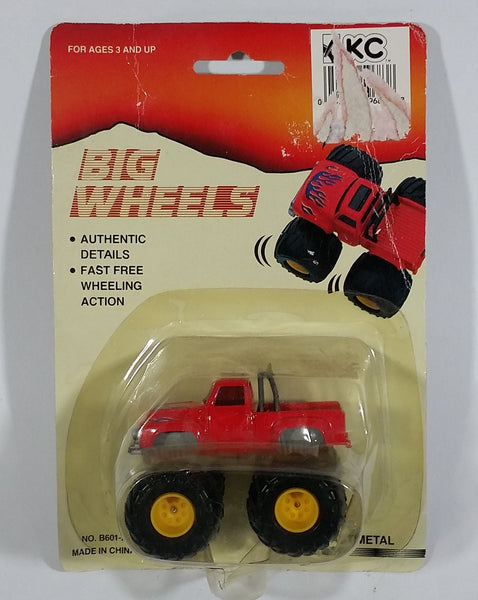 FOR AGES 3 AND UP
KC
BIG
WHEELS
• AUTHENTIC
DETAILS
• FAST FREE
WHEELING
ACTION
NO. B601-
MADE IN CHINA
METAL